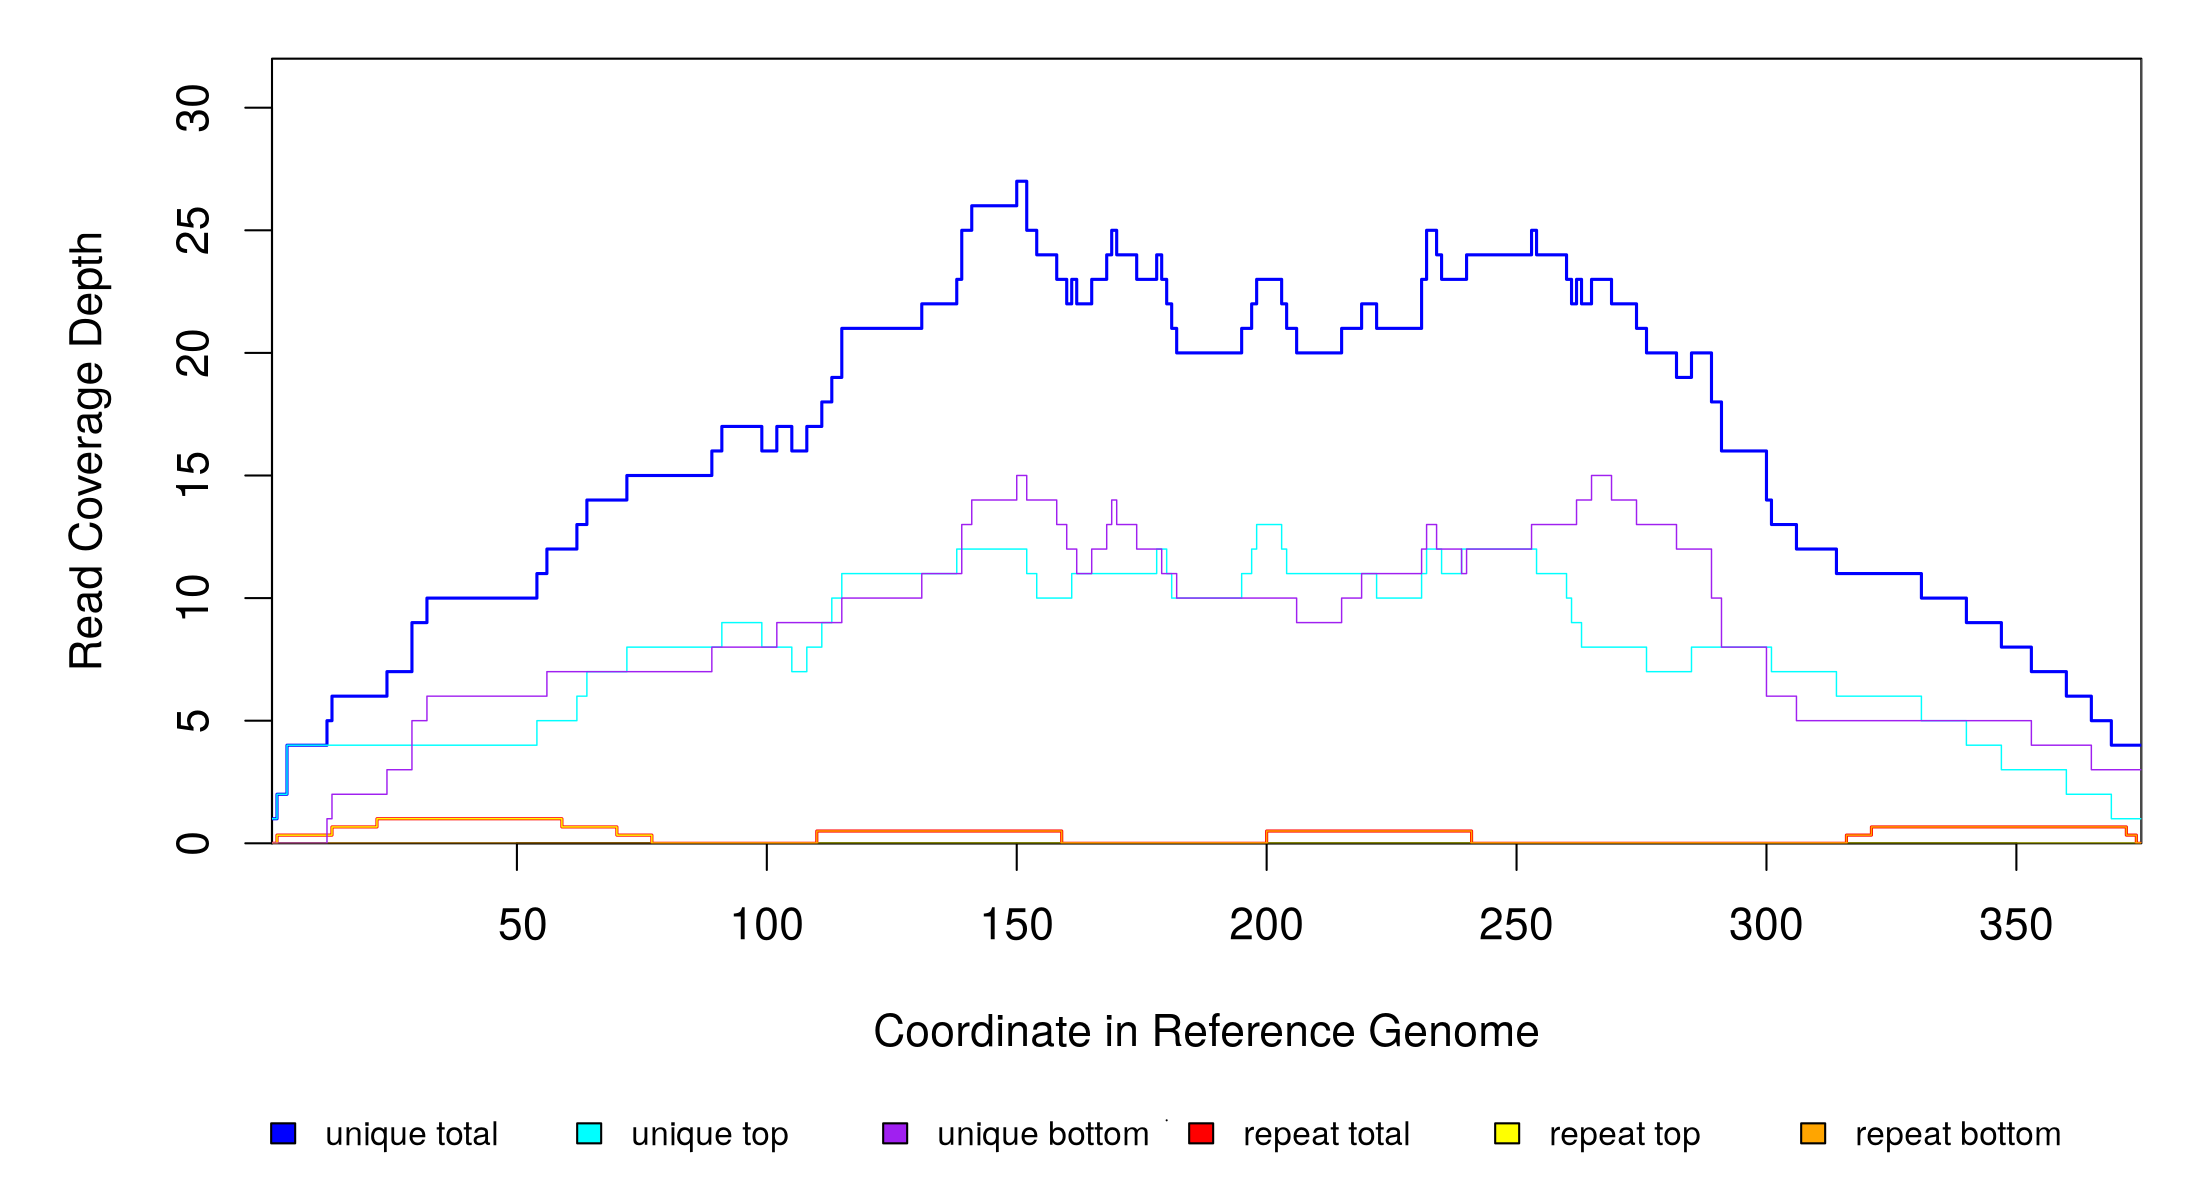 30
25
20
15
10
5
0
Read Coverage Depth
50 100 150 200 250 300 350
Coordinate in Reference Genome
unique total unique top unique bottom repeat total repeat top repeat bottom